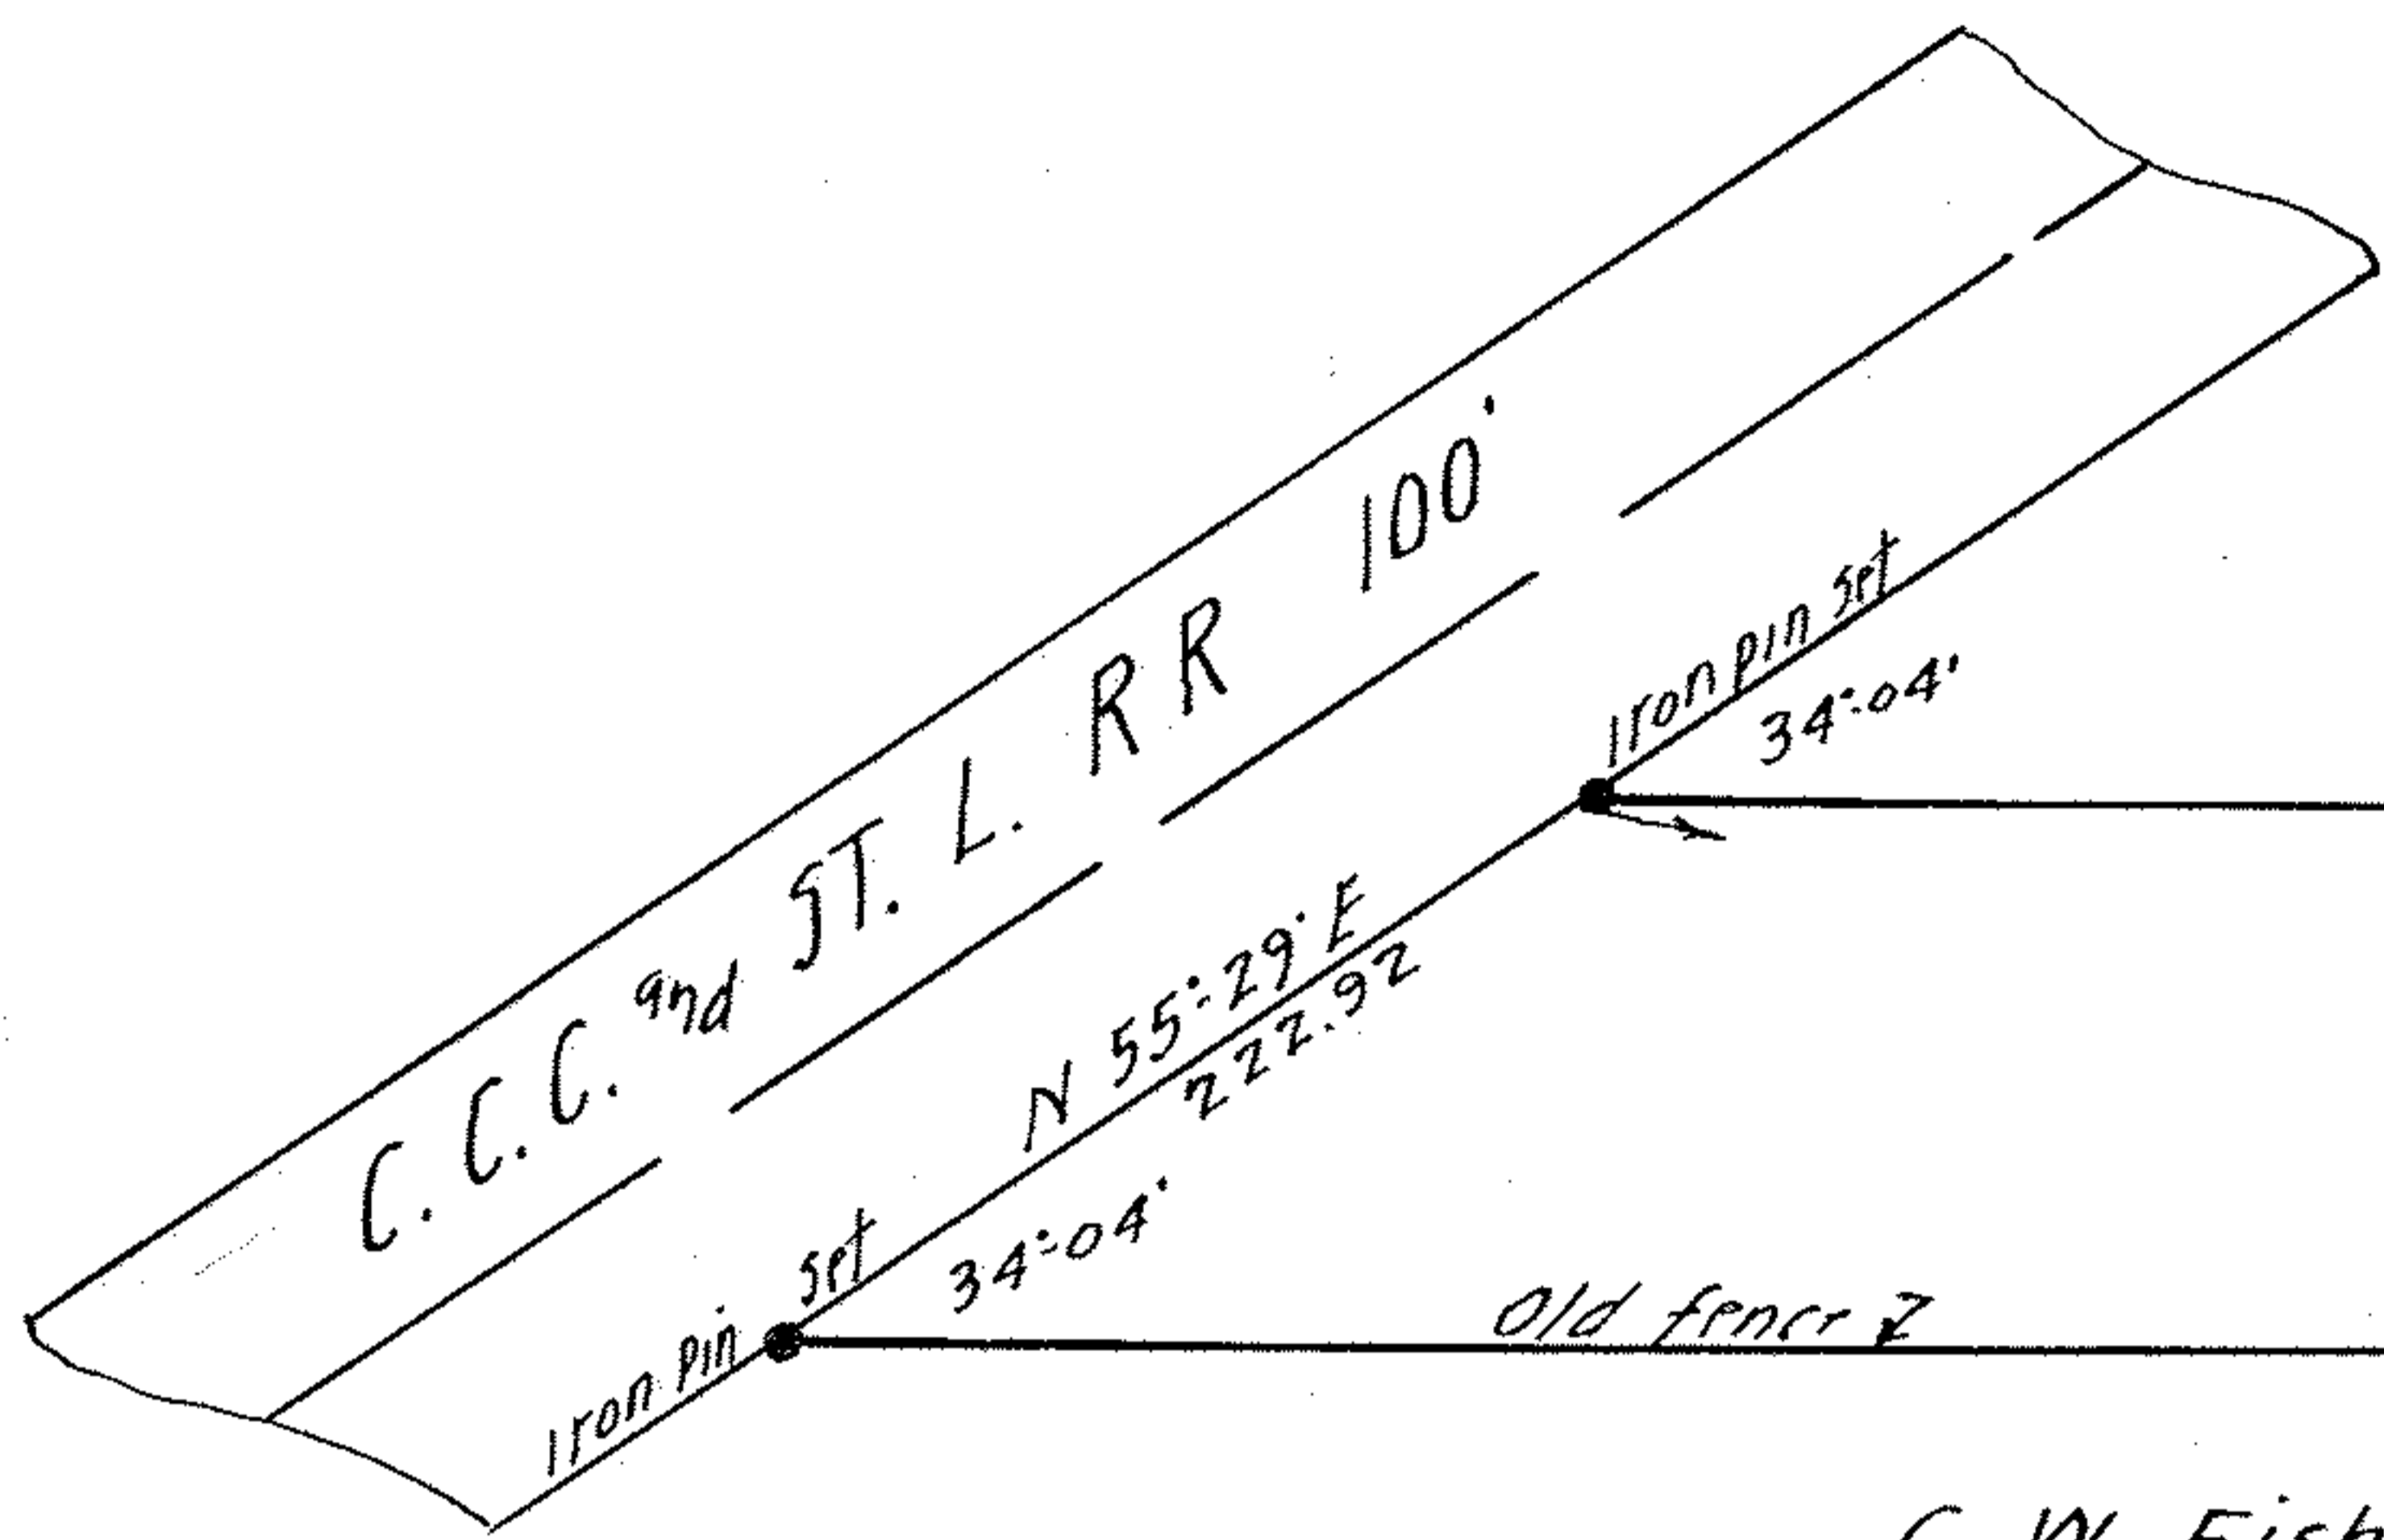 C. C. C. and ST. L. R R 100'
Iron pin set
34°-04'
N 55°-29' E
222.92
Iron pin set
34°-04'
Old fence
C. W. Fish